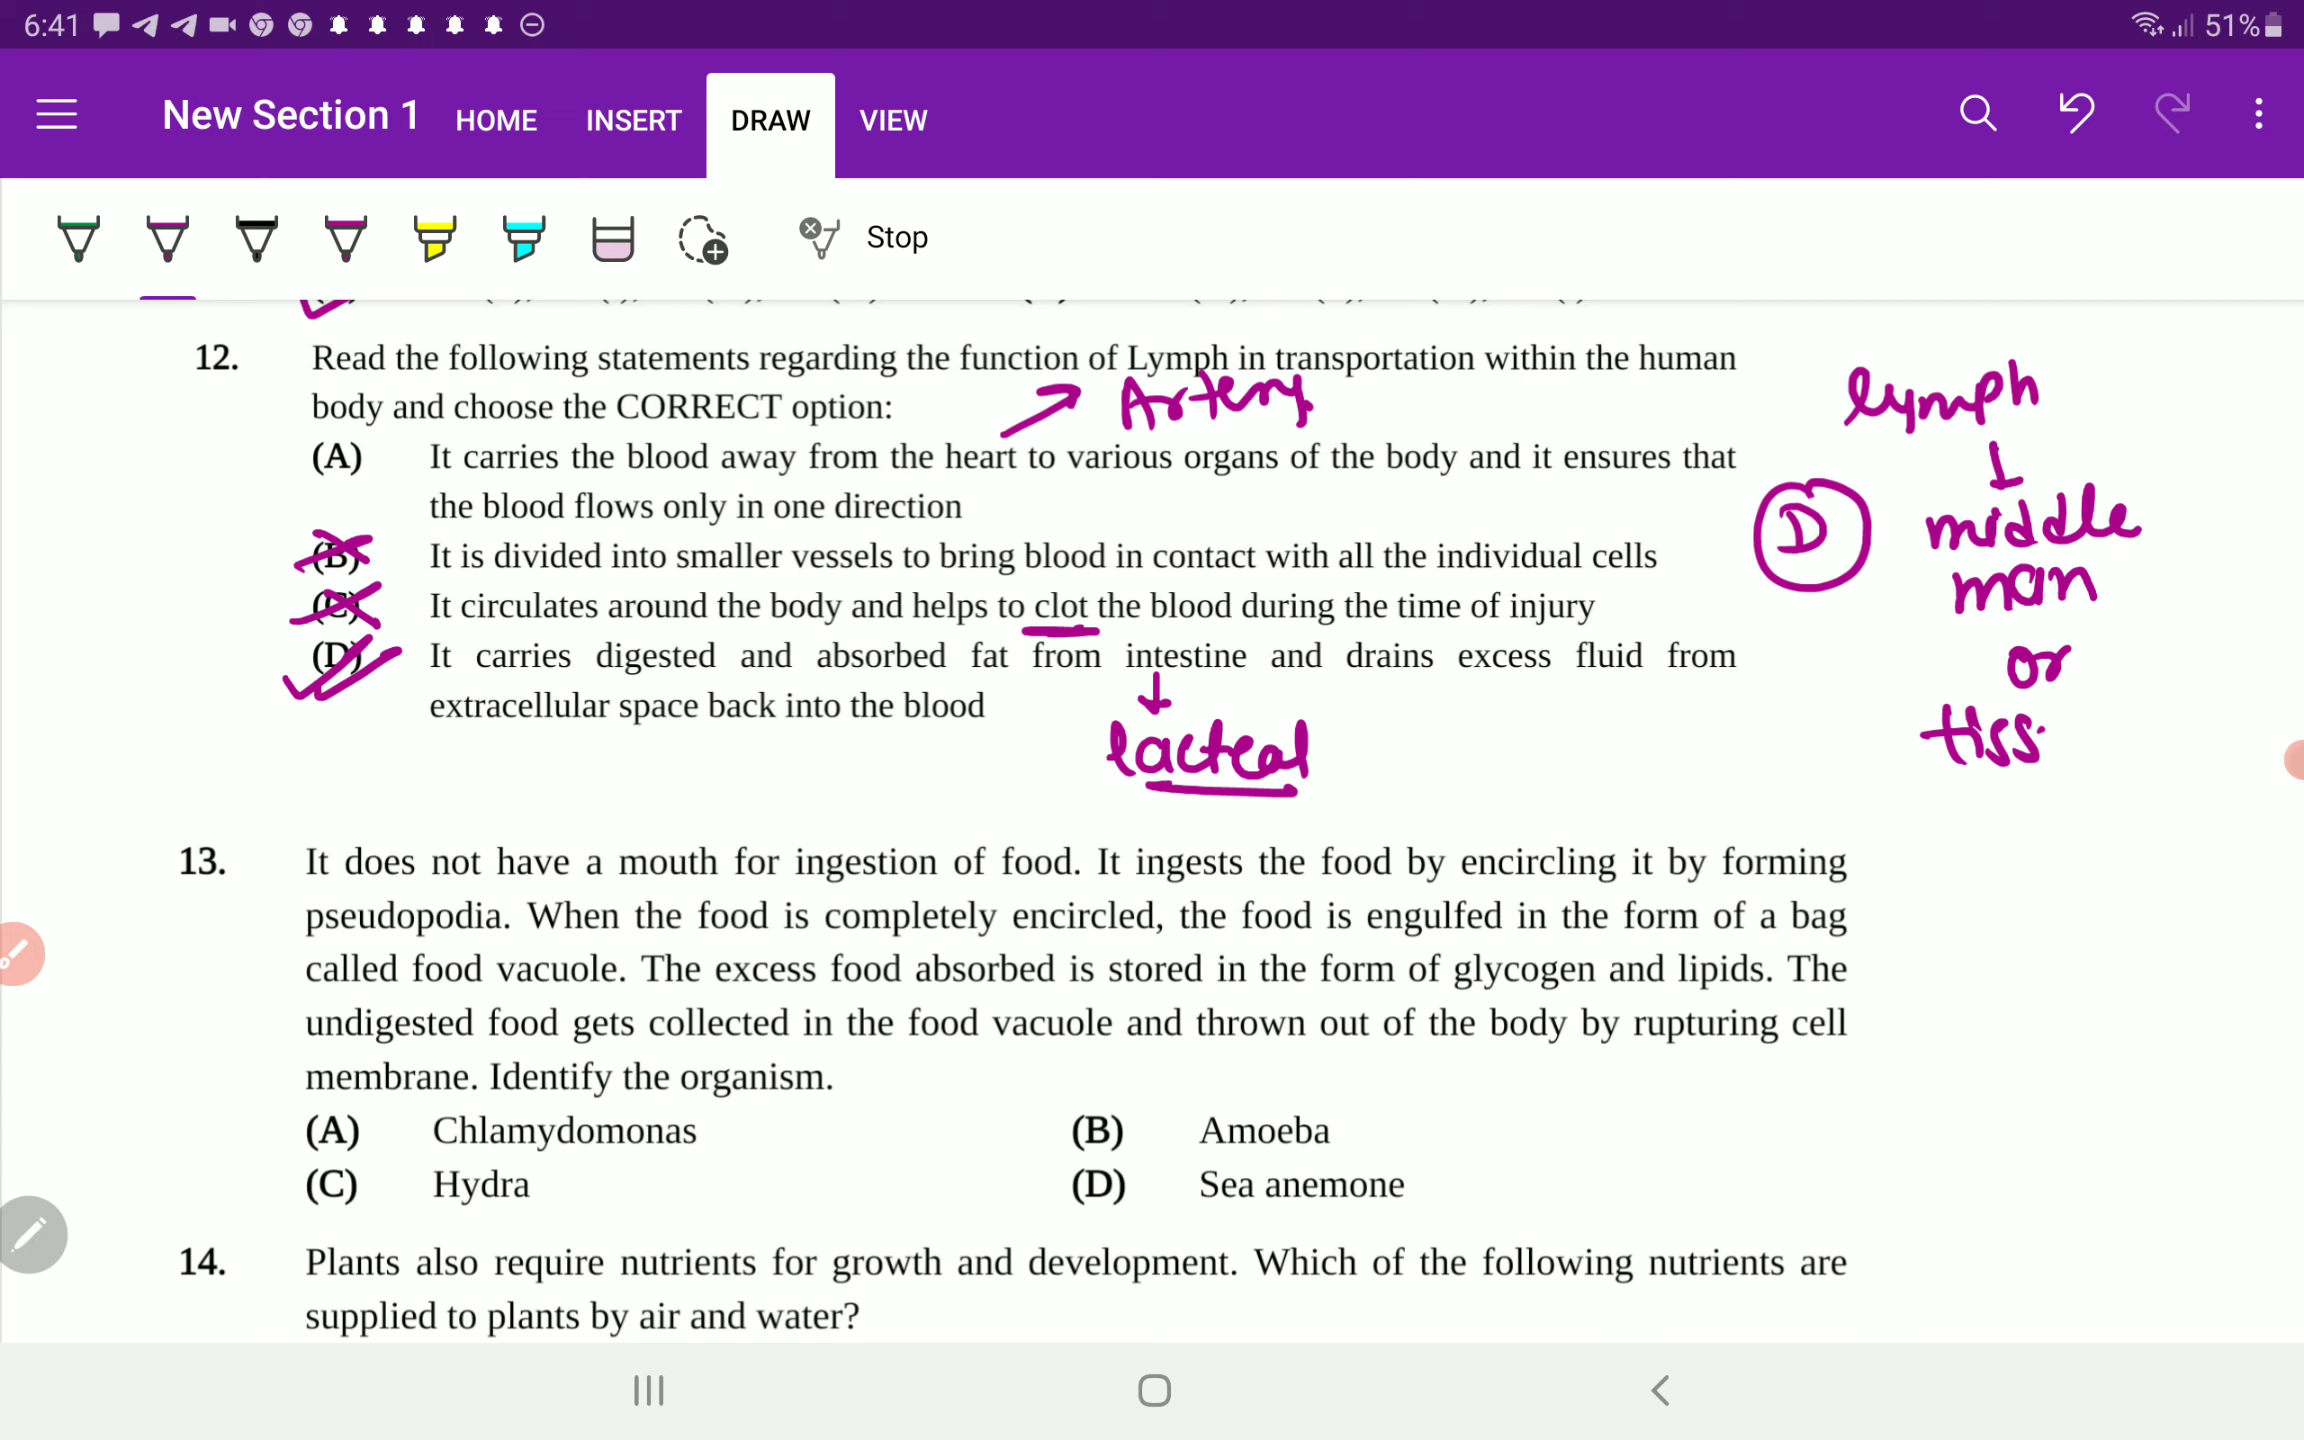 6:41 51%
New Section 1 HOME INSERT DRAW VIEW
Stop
12. Read the following statements regarding the function of Lymph in transportation within the human
body and choose the CORRECT option:
Artery
lymph
(A) It carries the blood away from the heart to various organs of the body and it ensures that
the blood flows only in one direction
D
middle
(B) It is divided into smaller vessels to bring blood in contact with all the individual cells
man
(C) It circulates around the body and helps to clot the blood during the time of injury
(D) It carries digested and absorbed fat from intestine and drains excess fluid from
or
extracellular space back into the blood
lacteal
tiss
13. It does not have a mouth for ingestion of food. It ingests the food by encircling it by forming
pseudopodia. When the food is completely encircled, the food is engulfed in the form of a bag
called food vacuole. The excess food absorbed is stored in the form of glycogen and lipids. The
undigested food gets collected in the food vacuole and thrown out of the body by rupturing cell
membrane. Identify the organism.
(A) Chlamydomonas (B) Amoeba
(C) Hydra (D) Sea anemone
14. Plants also require nutrients for growth and development. Which of the following nutrients are
supplied to plants by air and water?